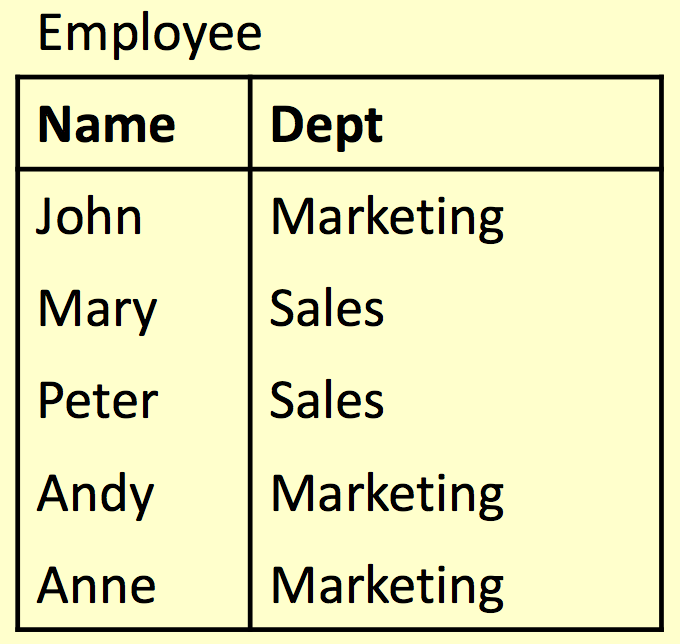 Employee
Name Dept
John Marketing
Mary Sales
Peter Sales
Andy Marketing
Anne Marketing